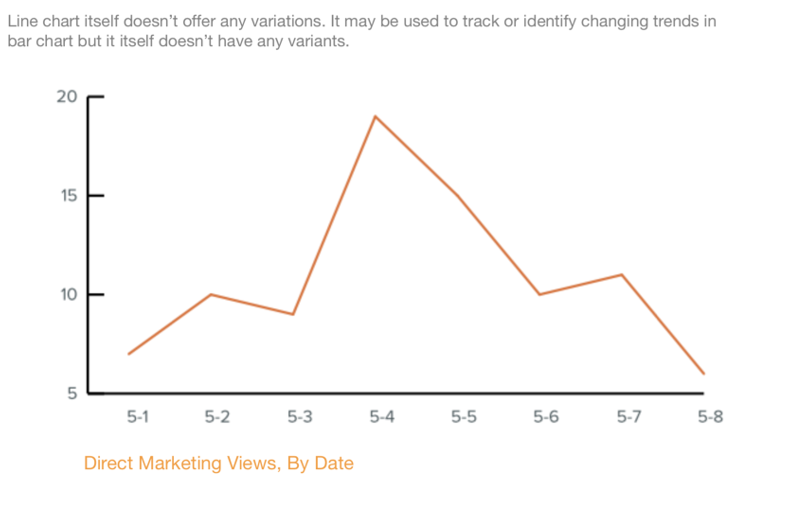 Line chart itself doesn’t offer any variations. It may be used to track or identify changing trends in
bar chart but it itself doesn’t have any variants.
20
15
10
5
5-1 5-2 5-3 5-4 5-5 5-6 5-7 5-8
Direct Marketing Views, By Date